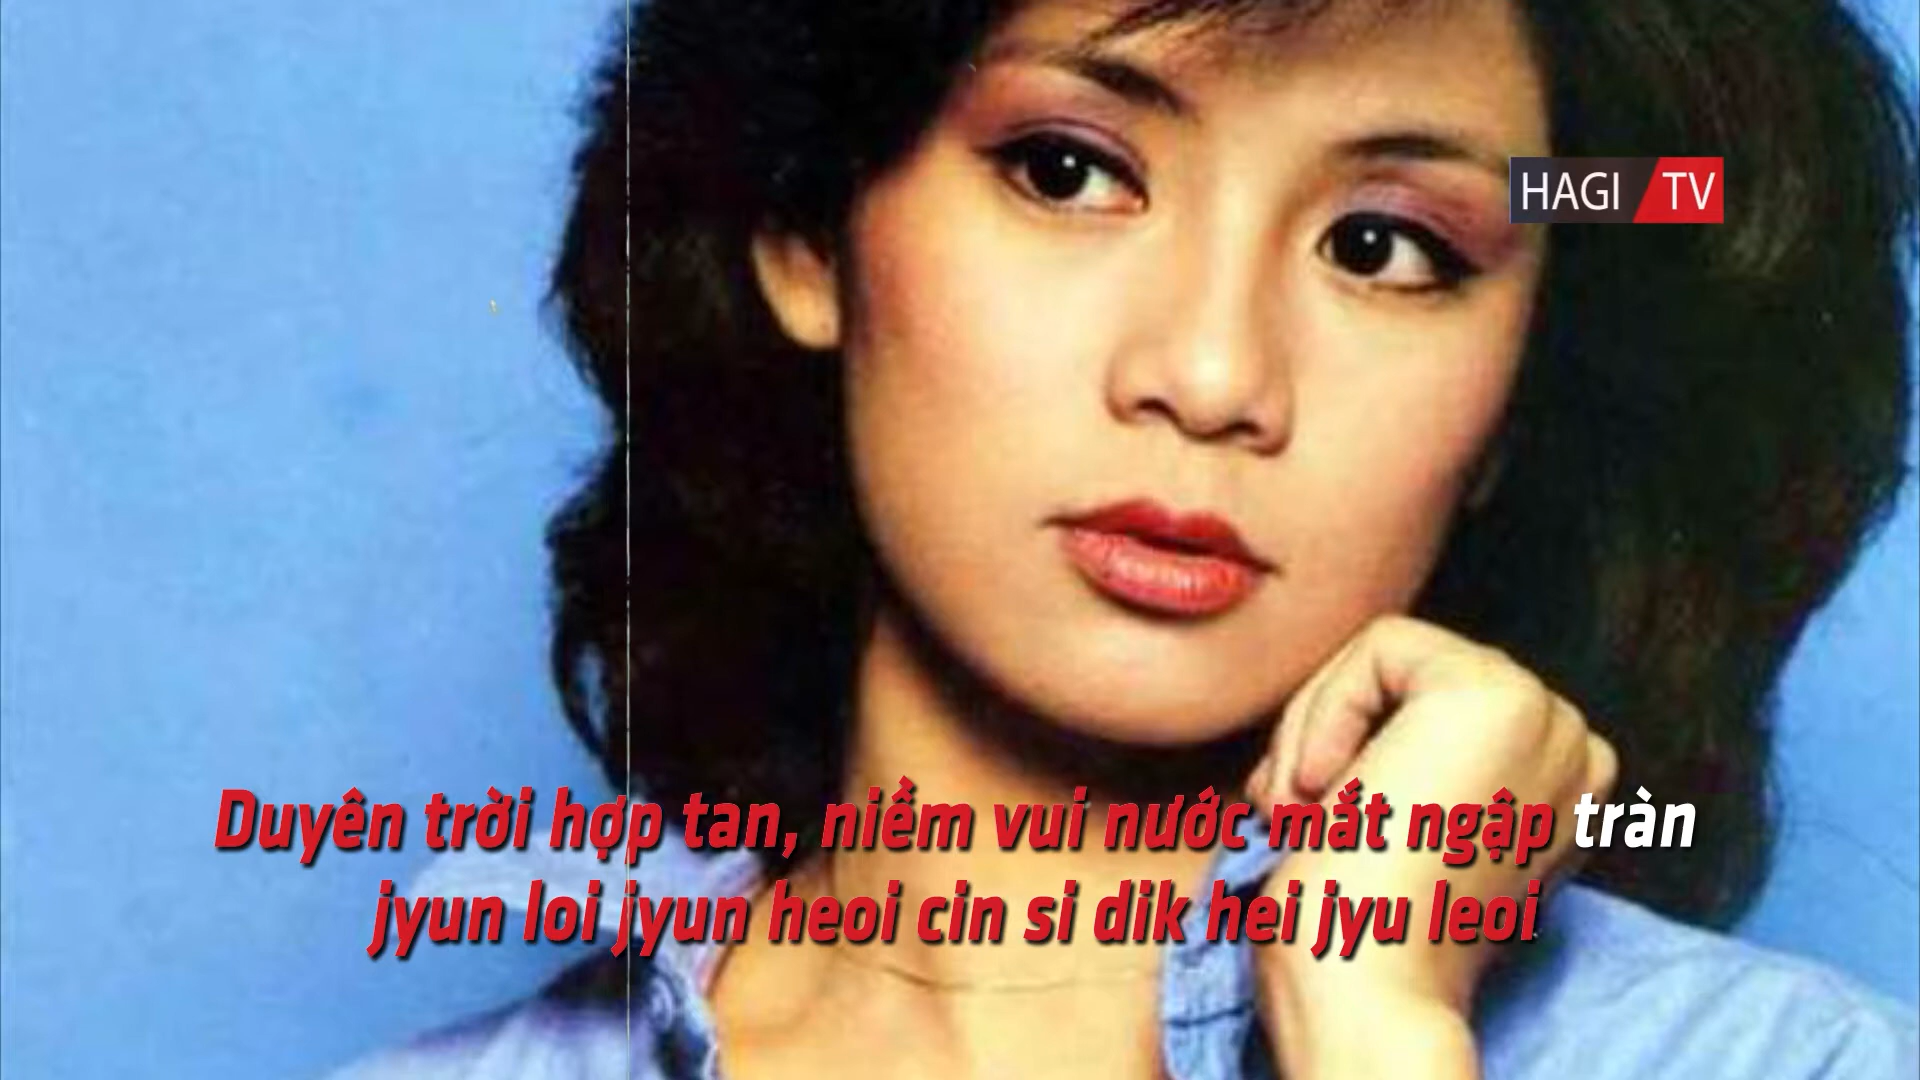 HAGI TV
Duyên trời hợp tan, niềm vui nước mắt ngập tràn
jyun loi jyun heoi cin si dik hei jyu leoi